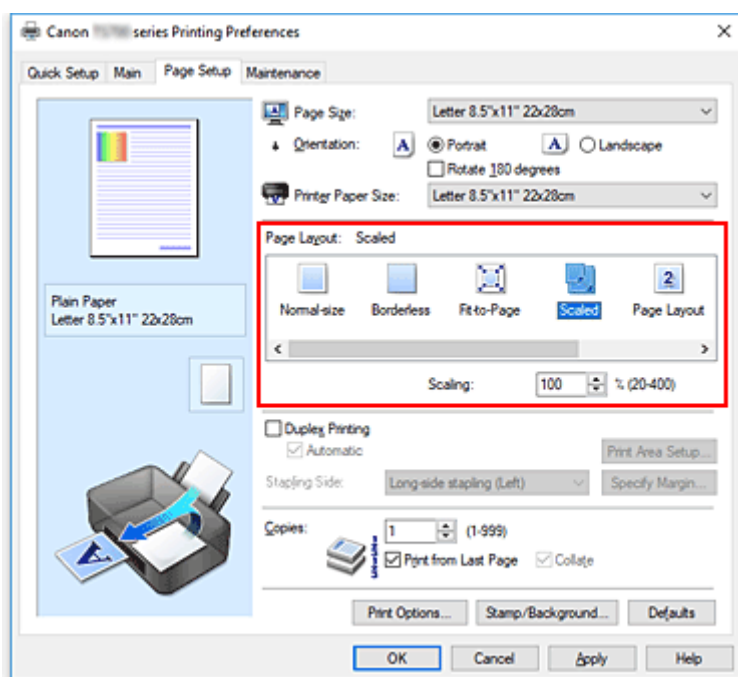 Canon series Printing Preferences
Quick Setup Main Page Setup Maintenance
Page Size: Letter 8.5"x11" 22x28cm
Orientation: A Portrait A Landscape
Rotate 180 degrees
Printer Paper Size: Letter 8.5"x11" 22x28cm
Page Layout: Scaled
Normal-size Borderless Fit-to-Page Scaled Page Layout
Scaling: 100 % (20-400)
Plain Paper
Letter 8.5"x11" 22x28cm
Duplex Printing
Automatic Print Area Setup...
Stapling Side: Long-side stapling (Left) Specify Margin...
Copies: 1 (1-999)
Print from Last Page Collate
Print Options... Stamp/Background... Defaults
OK Cancel Apply Help